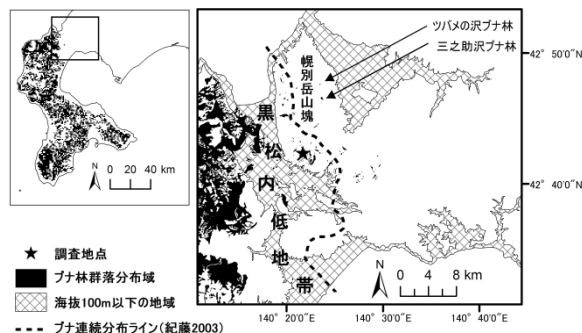 ツバメの沢ブナ林
三之助沢ブナ林
幌別岳山塊
黒松内低地帯
42° 50'0"N
42° 40'0"N
N
0 20 40 km
N
0 4 8 km
140° 20'0"E
140° 30'0"E
140° 40'0"E
調査地点
ブナ林群落分布域
海抜100m以下の地域
ブナ連続分布ライン(紀藤2003)